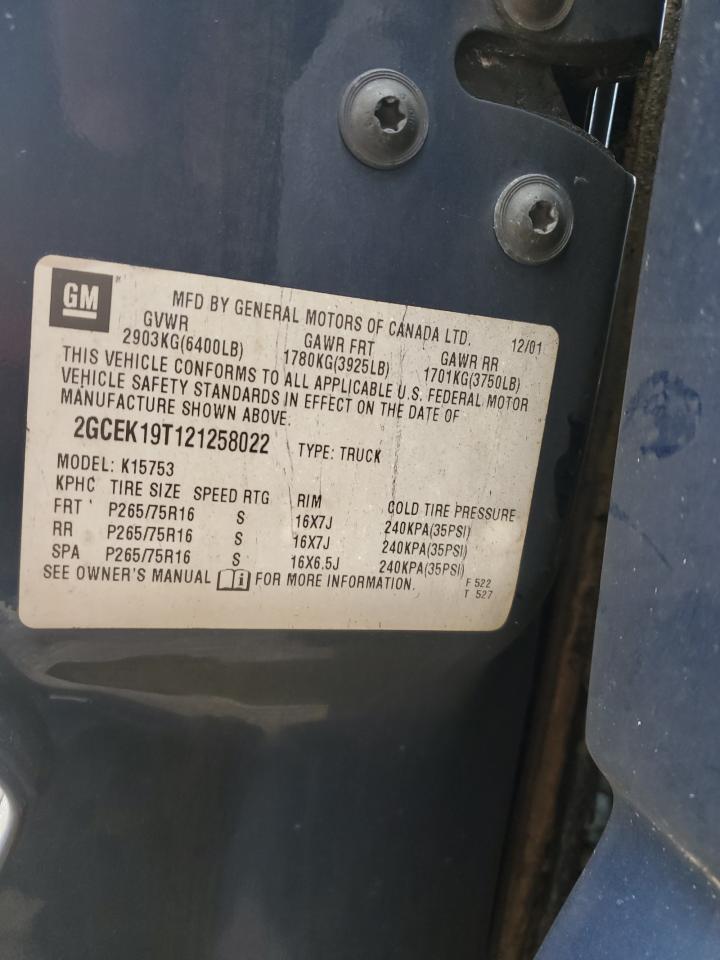 GM
MFD BY GENERAL MOTORS OF CANADA LTD. 12/01
GVWR GAWR FRT GAWR RR
2903KG(6400LB) 1780KG(3925LB) 1701KG(3750LB)
THIS VEHICLE CONFORMS TO ALL APPLICABLE U.S. FEDERAL MOTOR
VEHICLE SAFETY STANDARDS IN EFFECT ON THE DATE OF
MANUFACTURE SHOWN ABOVE.
2GCEK19T121258022 TYPE: TRUCK
MODEL: K15753
KPHC TIRE SIZE SPEED RTG RIM COLD TIRE PRESSURE
FRT P265/75R16 S 16X7J 240KPA(35PSI)
RR P265/75R16 S 16X7J 240KPA(35PSI)
SPA P265/75R16 S 16X6.5J 240KPA(35PSI)
SEE OWNER'S MANUAL i FOR MORE INFORMATION. F 522
T 527